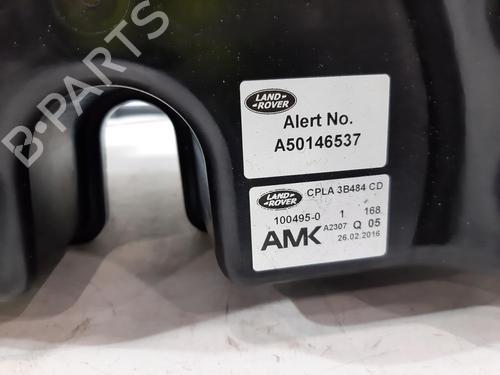 B-PARTS
LAND
ROVER
Alert No.
A50146537
LAND
ROVER
CPLA 3B484 CD
100495-0 1 168
AMK A2307 Q 05
26.02.2016